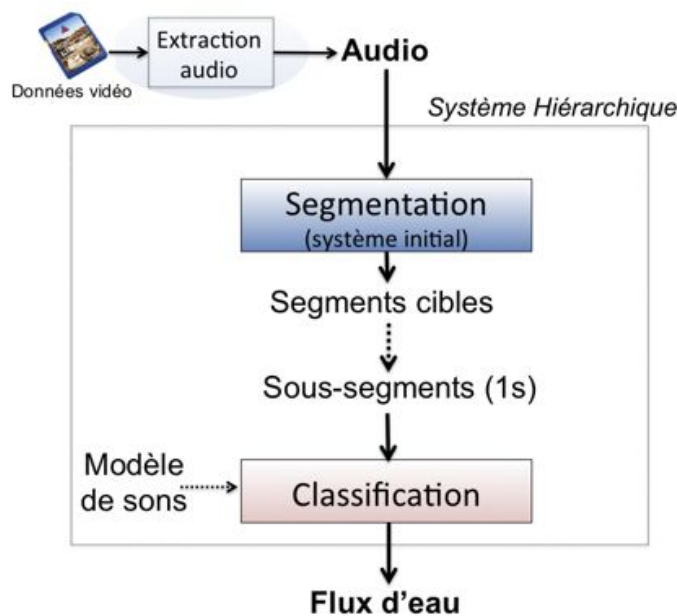 Extraction
audio
Audio
Données vidéo
Système Hiérarchique
Segmentation
(système initial)
Segments cibles
Sous-segments (1s)
Modèle
de sons
Classification
Flux d'eau